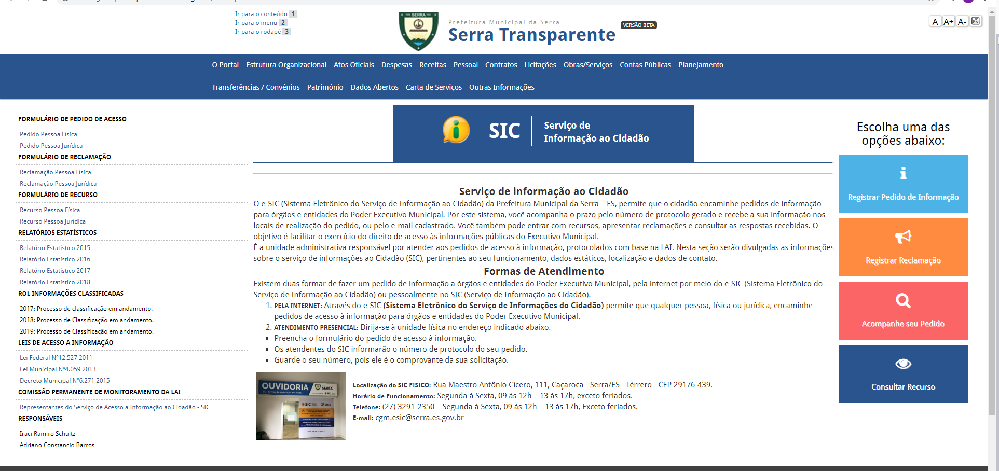 Ir para o conteúdo 1
Ir para o menu 2
Ir para o rodapé 3
SERRA
Prefeitura Municipal da Serra
Serra Transparente
VERSÃO BETA
A A+ A-
O Portal Estrutura Organizacional Atos Oficiais Despesas Receitas Pessoal Contratos Licitações Obras/Serviços Contas Públicas Planejamento
Transferências / Convênios Patrimônio Dados Abertos Carta de Serviços Outras Informações
FORMULÁRIO DE PEDIDO DE ACESSO
Pedido Pessoa Física
Pedido Pessoa Jurídica
FORMULÁRIO DE RECLAMAÇÃO
Reclamação Pessoa Física
Reclamação Pessoa Jurídica
FORMULÁRIO DE RECURSO
Recurso Pessoa Física
Recurso Pessoa Jurídica
RELATÓRIOS ESTATÍSTICOS
Relatório Estatístico 2015
Relatório Estatístico 2016
Relatório Estatístico 2017
Relatório Estatístico 2018
ROL INFORMAÇÕES CLASSIFICADAS
2017: Processo de classificação em andamento.
2018: Processo de Classificação em andamento.
2019: Processo de Classificação em andamento.
LEIS DE ACESSO A INFORMAÇÃO
Lei Federal Nº12.527 2011
Lei Municipal Nº4.059 2013
Decreto Municipal Nº6.271 2015
COMISSÃO PERMANENTE DE MONITORAMENTO DA LAI
Representantes do Serviço de Acesso a Informação ao Cidadão - SIC
RESPONSÁVEIS
Iraci Ramiro Schultz
Adriano Constancio Barros
SIC
Serviço de
Informação ao Cidadão
Serviço de informação ao Cidadão
O e-SIC (Sistema Eletrônico do Serviço de Informação ao Cidadão) da Prefeitura Municipal da Serra – ES, permite que o cidadão encaminhe pedidos de informação
para órgãos e entidades do Poder Executivo Municipal. Por este sistema, você acompanha o prazo pelo número de protocolo gerado e recebe a sua informação nos
locais de realização do pedido, ou pelo e-mail cadastrado. Você também pode entrar com recursos, apresentar reclamações e consultar as respostas recebidas. O
objetivo é facilitar o exercício do direito de acesso às informações públicas do Executivo Municipal.
É a unidade administrativa responsável por atender aos pedidos de acesso à informação, protocolados com base na LAI. Nesta seção serão divulgadas as informações
sobre o serviço de informações ao Cidadão (SIC), pertinentes ao seu funcionamento, dados estáticos, localização e dados de contato.
Formas de Atendimento
Existem duas formar de fazer um pedido de informação a órgãos e entidades do Poder Executivo Municipal, pela internet por meio do e-SIC (Sistema Eletrônico do
Serviço de Informação ao Cidadão) ou pessoalmente no SIC (Serviço de Informação ao Cidadão).
1. PELA INTERNET: Através do e-SIC (Sistema Eletrônico do Serviço de Informações do Cidadão) permite que qualquer pessoa, física ou jurídica, encaminhe
pedidos de acesso à informação para órgãos e entidades do Poder Executivo Municipal.
2. ATENDIMENTO PRESENCIAL: Dirija-se à unidade física no endereço indicado abaixo.
Preencha o formulário do pedido de acesso à informação.
Os atendentes do SIC informarão o número de protocolo do seu pedido.
Guarde o seu número, pois ele é o comprovante da sua solicitação.
OUVIDORIA
SERRA
SIC
Localização do SIC FISICO: Rua Maestro Antônio Cícero, 111, Caçaroca - Serra/ES - Térrero - CEP 29176-439.
Horário de Funcionamento: Segunda à Sexta, 09 às 12h – 13 às 17h, exceto feriados.
Telefone: (27) 3291-2350 – Segunda à Sexta, 09 às 12h – 13 às 17h, Exceto feriados.
E-mail: cgm.esic@serra.es.gov.br
Escolha uma das
opções abaixo:
Registrar Pedido de Informação
Registrar Reclamação
Acompanhe seu Pedido
Consultar Recurso